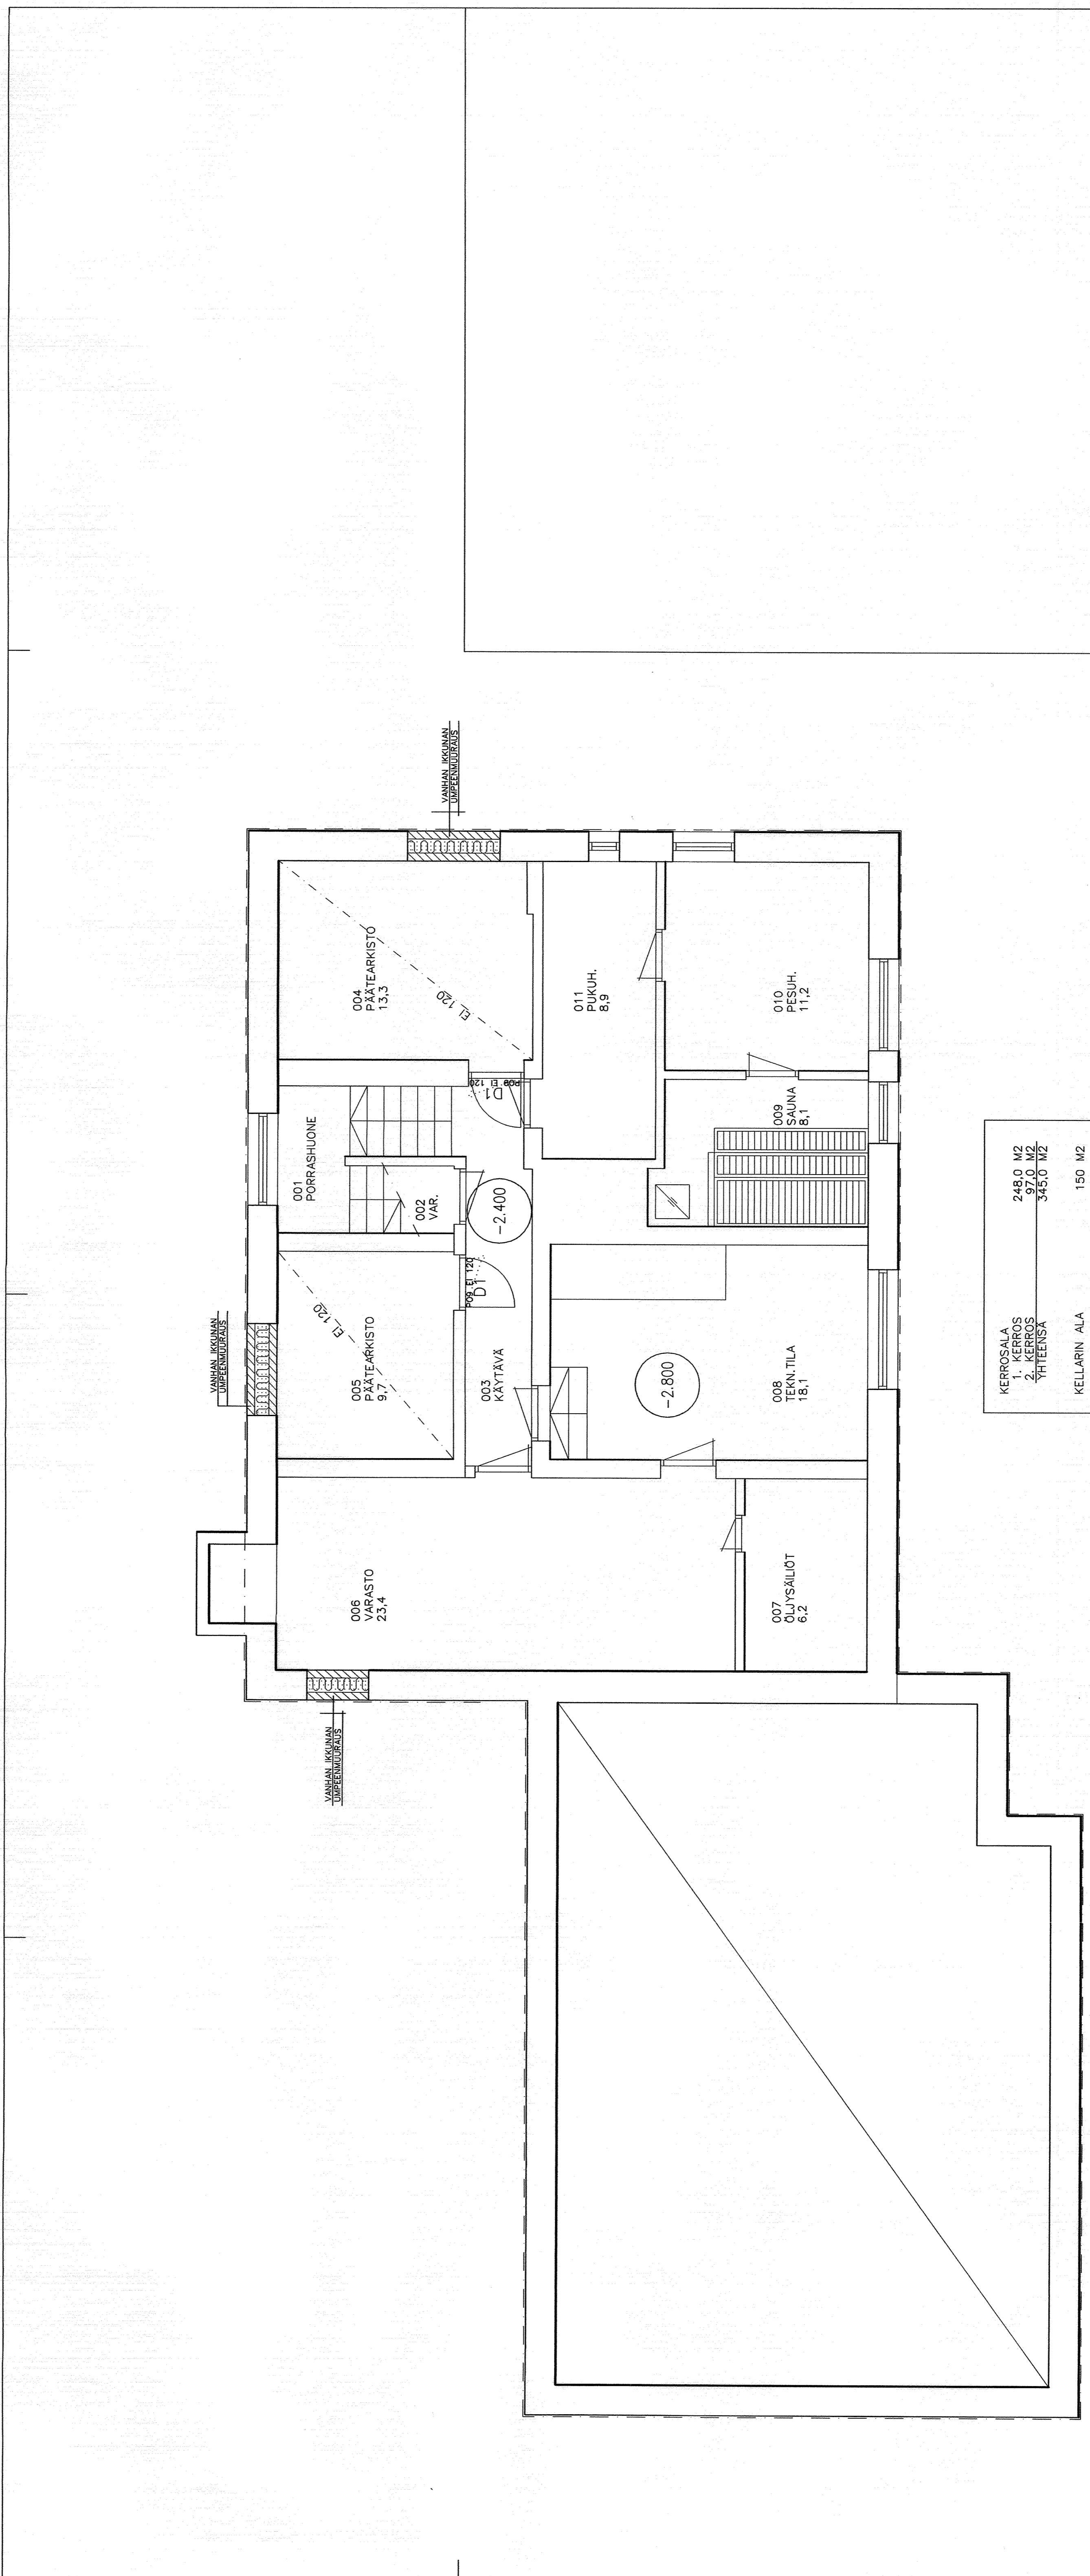 VANHAN IKKUNAN
UMPEENMUURAUS
VANHAN IKKUNAN
UMPEENMUURAUS
VANHAN IKKUNAN
UMPEENMUURAUS
001
PORRASHUONE
002
VAR.
003
KÄYTÄVÄ
004
PÄÄTEARKISTO
13,3
EI 120
005
PÄÄTEARKISTO
9,7
EI 120
006
VARASTO
23,4
007
ÖLJYSÄILIÖT
6,2
008
TEKN.TILA
18,1
009
SAUNA
8,1
010
PESUH.
11,2
011
PUKUH.
8,9
D1
P09 EI 120
D1
P09 EI 120
-2.400
-2.800
KERROSALA
1. KERROS 248,0 M2
2. KERROS 97,0 M2
YHTEENSÄ 345,0 M2
KELLARIN ALA 150 M2